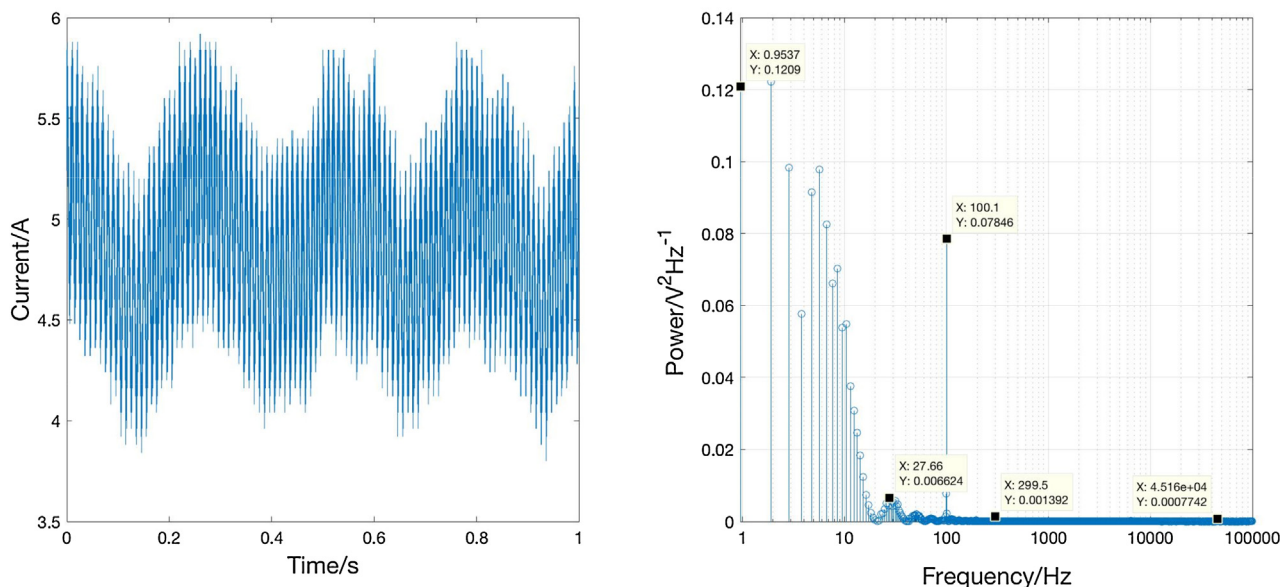 6
5.5
5
4.5
4
3.5
Current/A
0
0.2
0.4
0.6
0.8
1
Time/s
0.14
0.12
0.1
0.08
0.06
0.04
0.02
0
Power/V²Hz⁻¹
X: 0.9537
Y: 0.1209
X: 100.1
Y: 0.07846
X: 27.66
Y: 0.006624
X: 299.5
Y: 0.001392
X: 4.516e+04
Y: 0.0007742
1
10
100
1000
10000
100000
Frequency/Hz